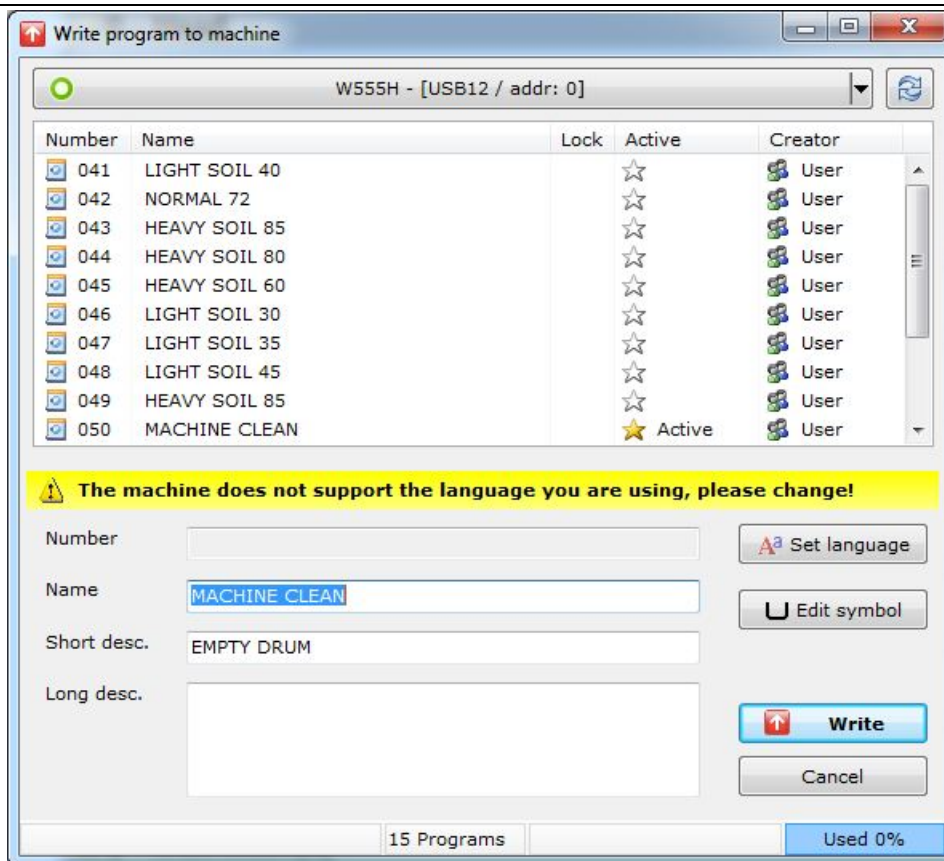 Write program to machine
W555H - [USB12 / addr: 0]
Number Name Lock Active Creator
041 LIGHT SOIL 40 User
042 NORMAL 72 User
043 HEAVY SOIL 85 User
044 HEAVY SOIL 80 User
045 HEAVY SOIL 60 User
046 LIGHT SOIL 30 User
047 LIGHT SOIL 35 User
048 LIGHT SOIL 45 User
049 HEAVY SOIL 85 User
050 MACHINE CLEAN Active User
The machine does not support the language you are using, please change!
Number
Aa Set language
Name MACHINE CLEAN
Edit symbol
Short desc. EMPTY DRUM
Long desc.
Write
Cancel
15 Programs Used 0%